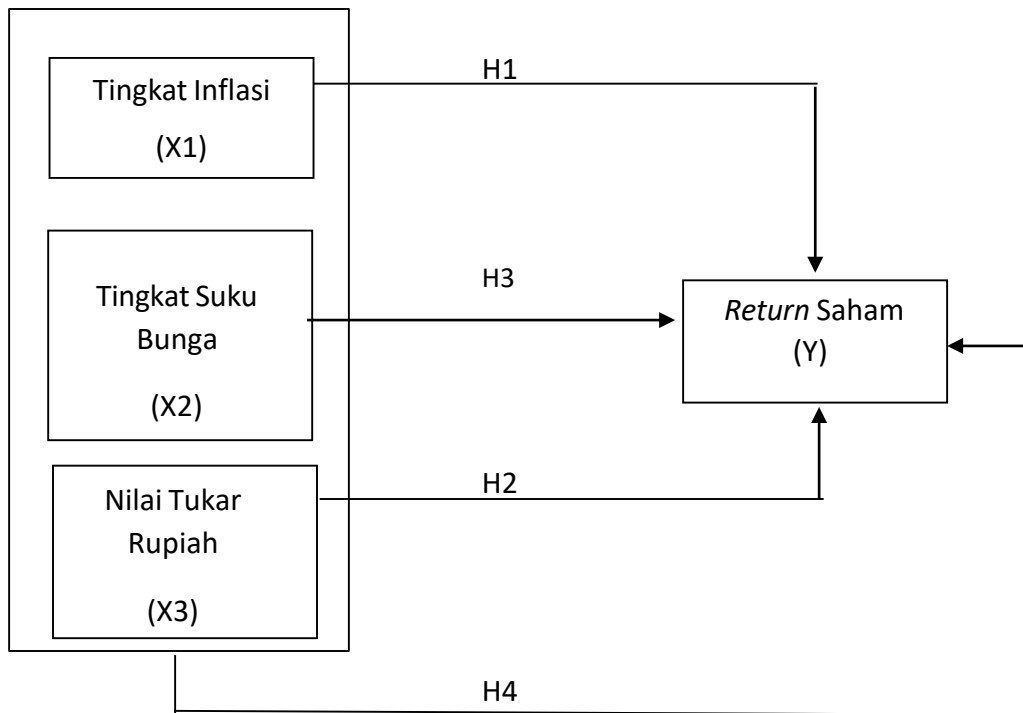 Tingkat Inflasi
(X1)
H1
Tingkat Suku
Bunga
(X2)
H3
Return Saham
(Y)
Nilai Tukar
Rupiah
(X3)
H2
H4